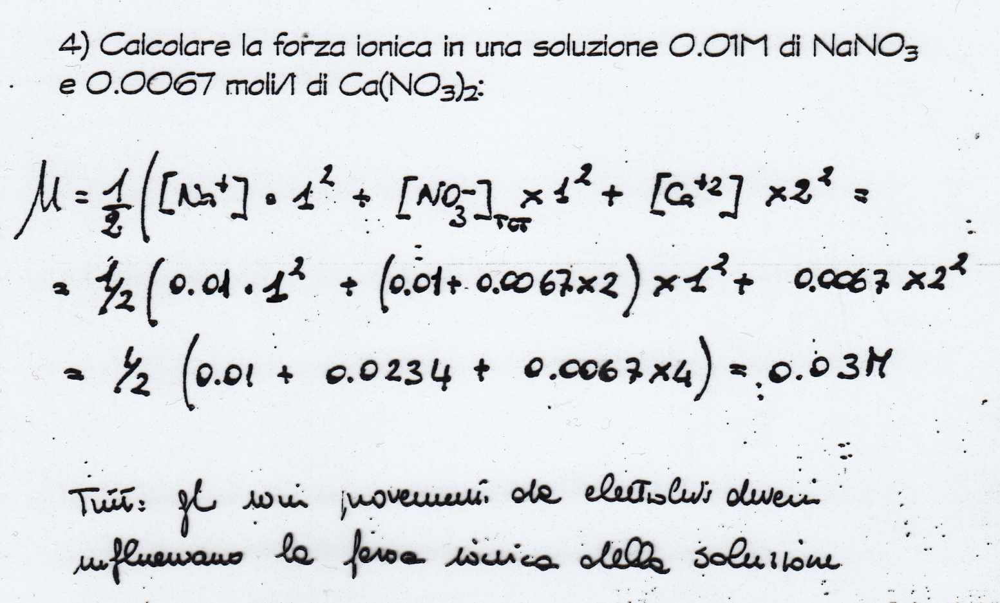 4) Calcolare la forza ionica in una soluzione 0.01M di NaNO₃
e 0.0067 moli/l di Ca(NO₃)₂:
μ = 1/2 ( [Na⁺] • 1² + [NO₃⁻]TOT × 1² + [Ca⁺²] × 2² =
= 1/2 ( 0.01 • 1² + (0.01 + 0.0067 × 2) × 1² + 0.0067 × 2²
= 1/2 ( 0.01 + 0.0234 + 0.0067 × 4 ) = 0.03M
Tutti gli ioni provenienti da elettroliti diversi
influenzano la forza ionica della soluzione